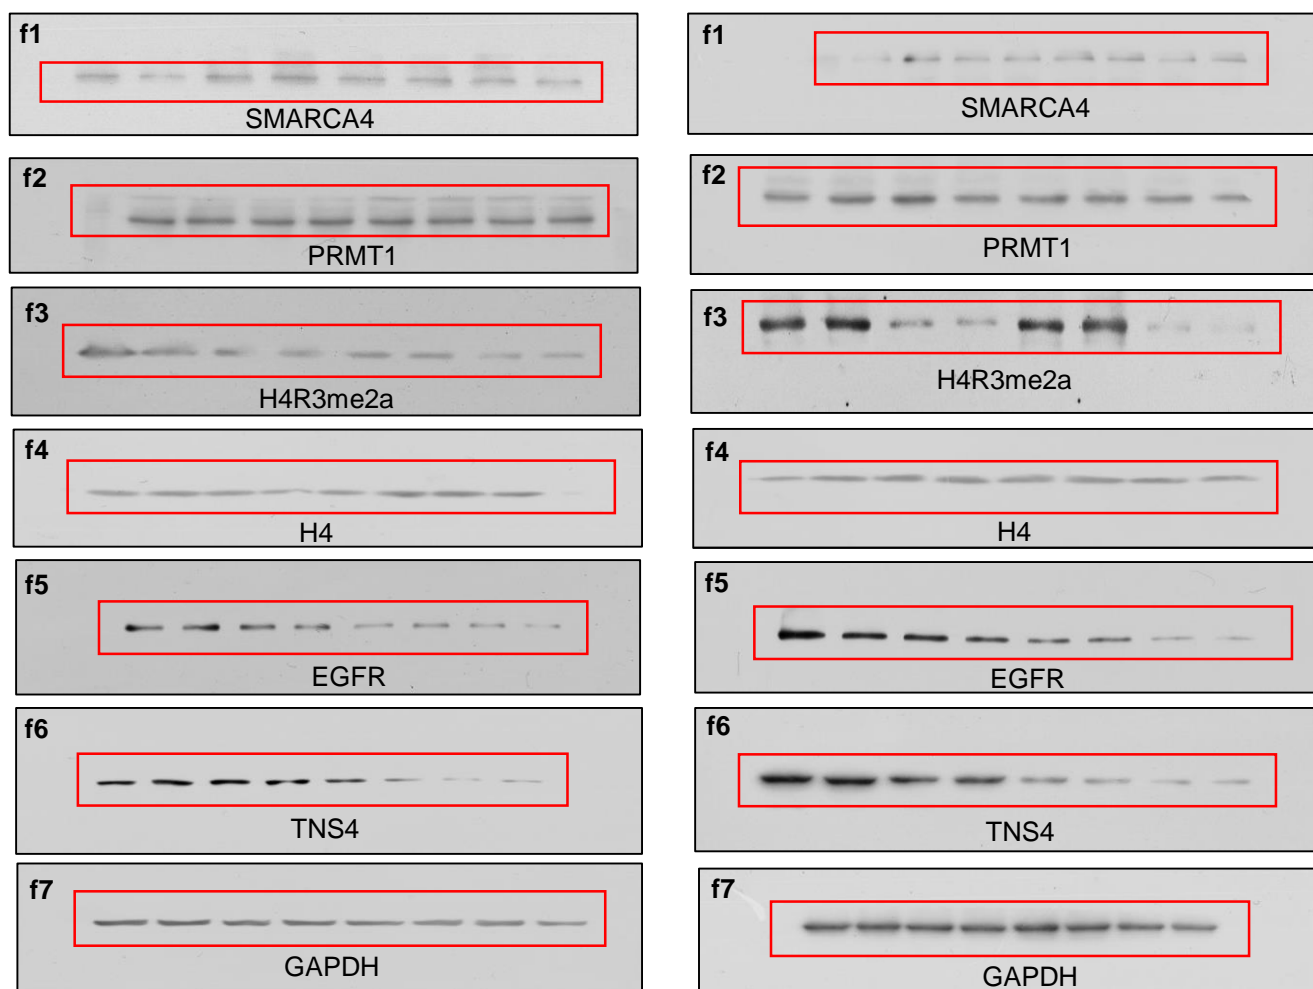 f1
SMARCA4
f2
PRMT1
f3
H4R3me2a
f4
H4
f5
EGFR
f6
TNS4
f7
GAPDH
f1
SMARCA4
f2
PRMT1
f3
H4R3me2a
f4
H4
f5
EGFR
f6
TNS4
f7
GAPDH